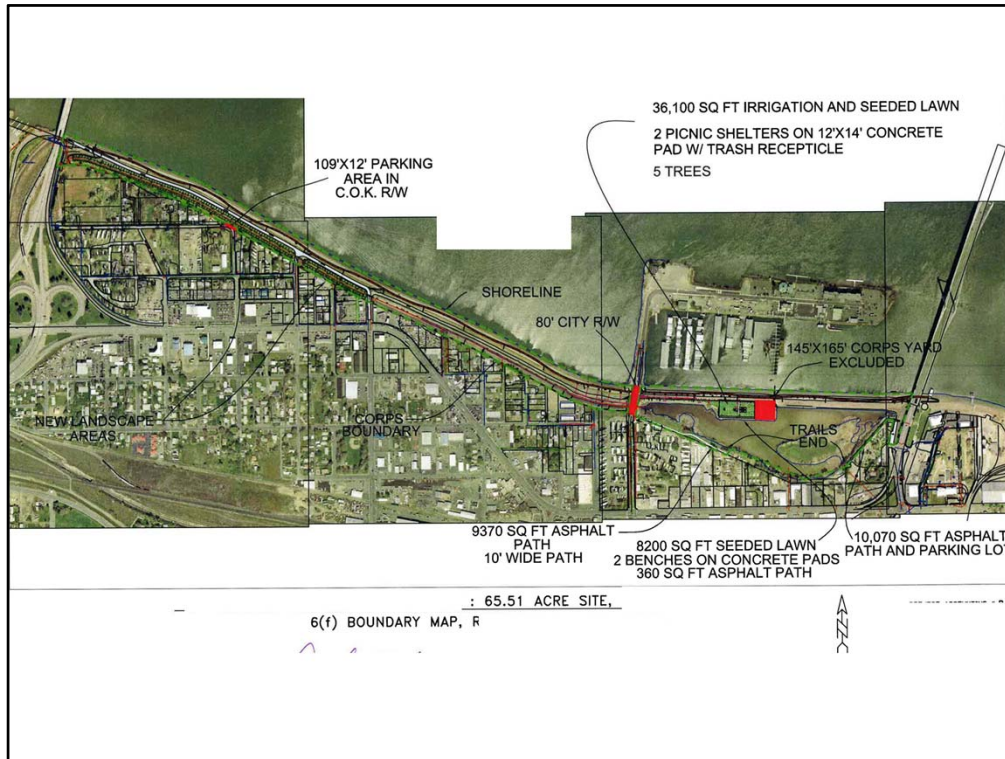 36,100 SQ FT IRRIGATION AND SEEDED LAWN
2 PICNIC SHELTERS ON 12'X14' CONCRETE
PAD W/ TRASH RECEPTICLE
5 TREES
109'X12' PARKING
AREA IN
C.O.K. R/W
SHORELINE
80' CITY R/W
145'X165' CORPS YARD
EXCLUDED
NEW LANDSCAPE
AREAS
CORPS
BOUNDARY
TRAILS
END
9370 SQ FT ASPHALT
PATH
10' WIDE PATH
8200 SQ FT SEEDED LAWN
2 BENCHES ON CONCRETE PADS
360 SQ FT ASPHALT PATH
10,070 SQ FT ASPHALT
PATH AND PARKING LO
: 65.51 ACRE SITE,
6(f) BOUNDARY MAP, R
N